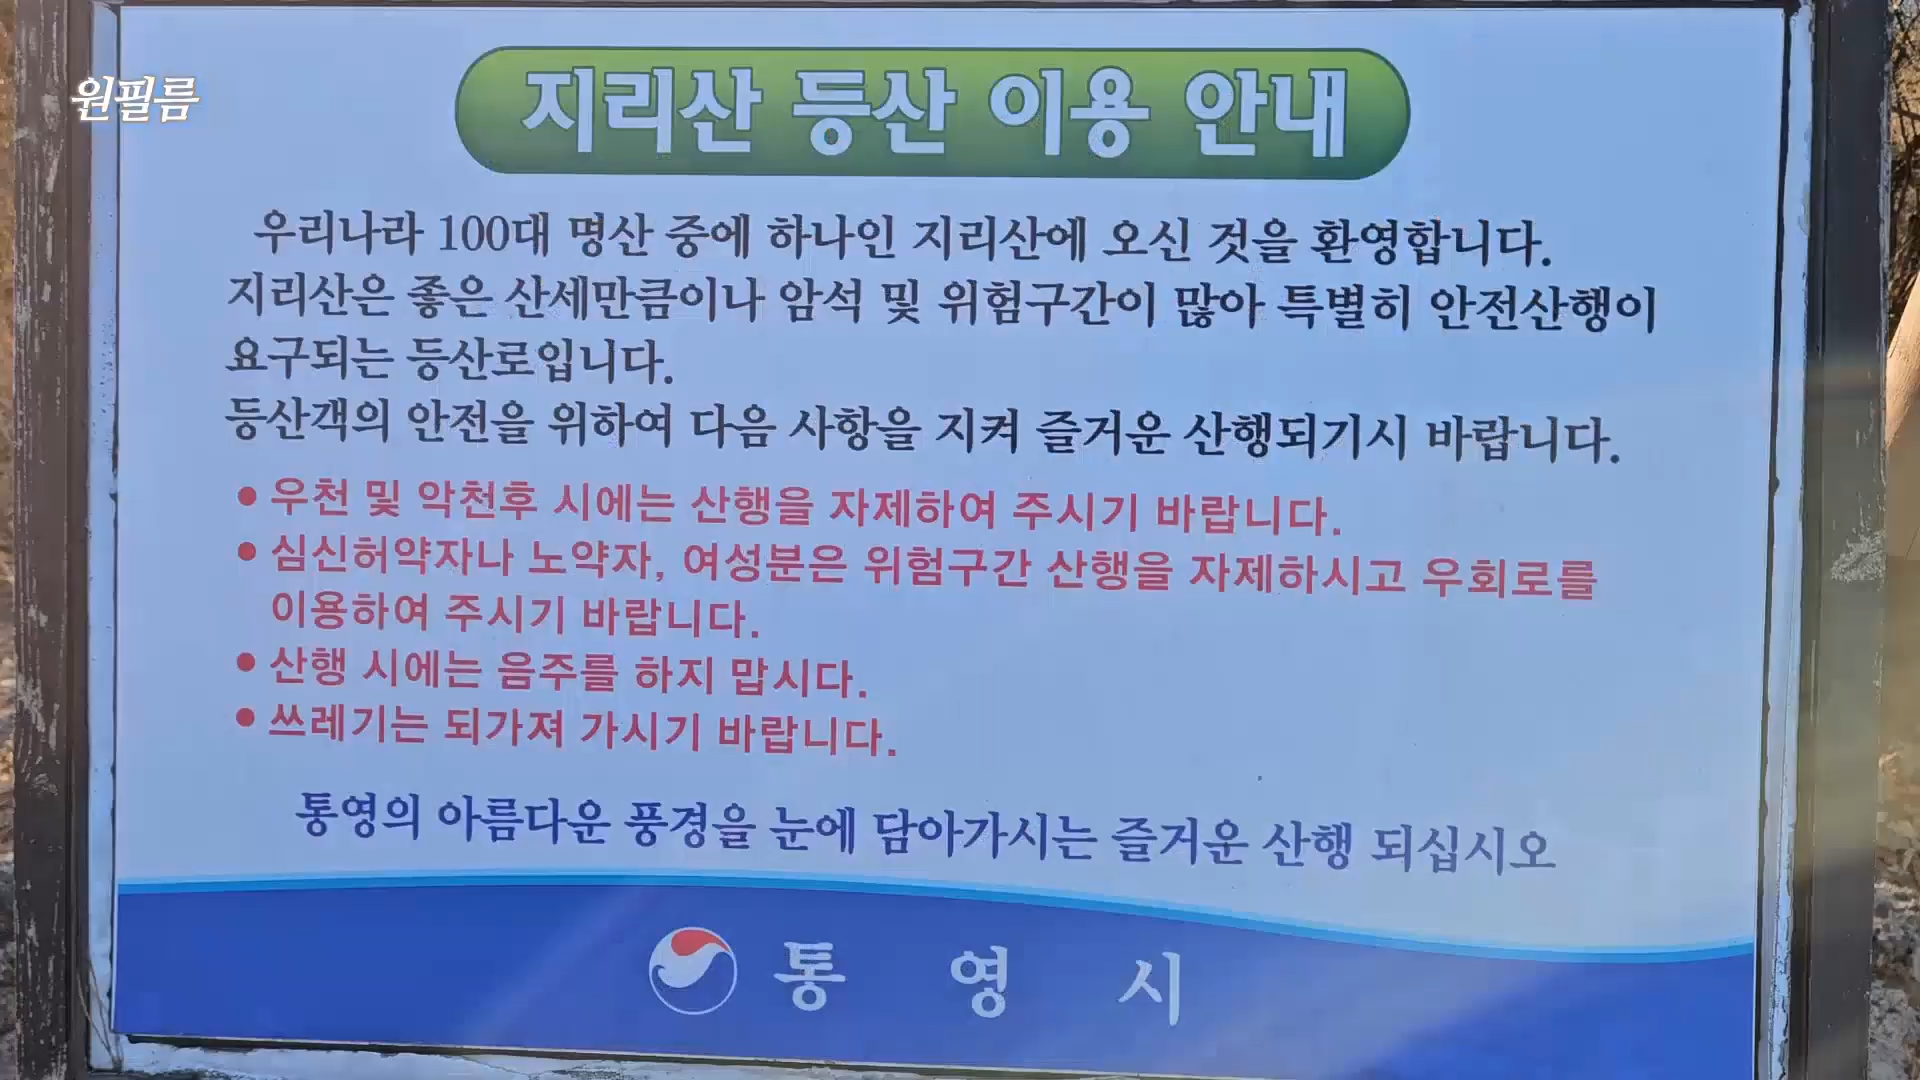 원필름
지리산 등산 이용 안내
우리나라 100대 명산 중에 하나인 지리산에 오신 것을 환영합니다.
지리산은 좋은 산세만큼이나 암석 및 위험구간이 많아 특별히 안전산행이
요구되는 등산로입니다.
등산객의 안전을 위하여 다음 사항을 지켜 즐거운 산행되기시 바랍니다.
• 우천 및 악천후 시에는 산행을 자제하여 주시기 바랍니다.
• 심신허약자나 노약자, 여성분은 위험구간 산행을 자제하시고 우회로를
이용하여 주시기 바랍니다.
• 산행 시에는 음주를 하지 맙시다.
• 쓰레기는 되가져 가시기 바랍니다.
통영의 아름다운 풍경을 눈에 담아가시는 즐거운 산행 되십시오
통 영 시